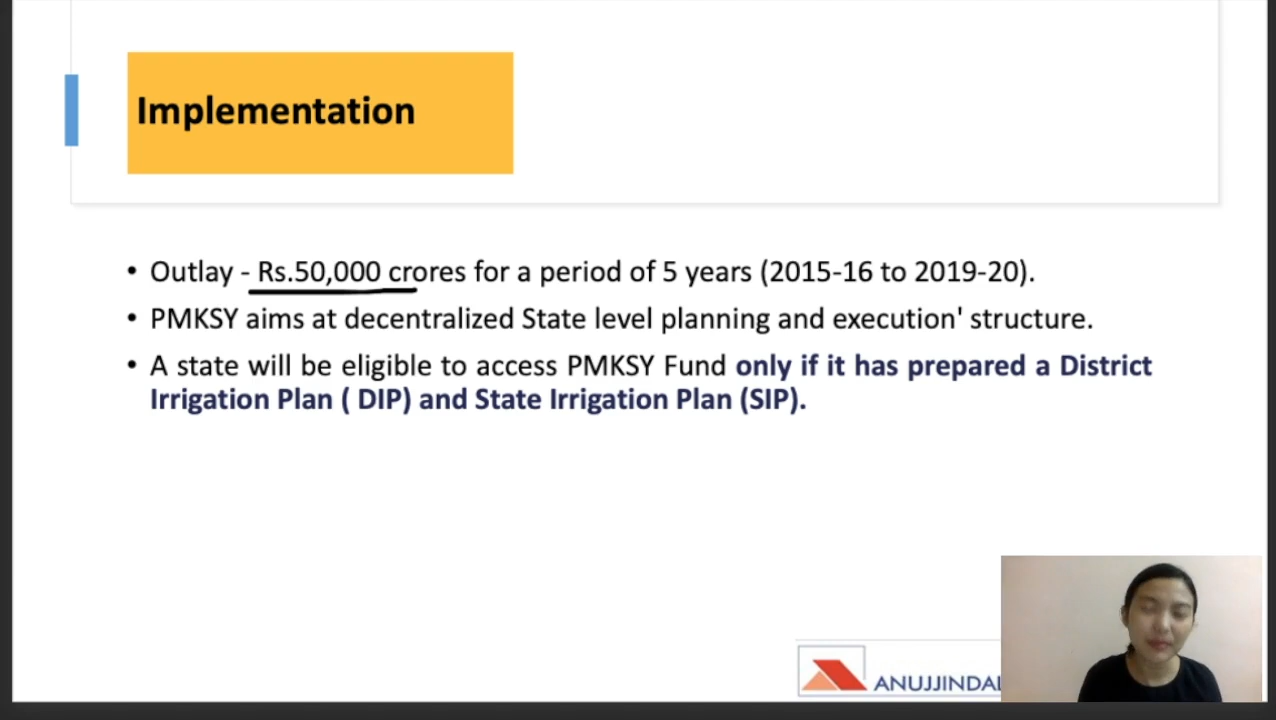 Implementation
• Outlay - Rs.50,000 crores for a period of 5 years (2015-16 to 2019-20).
• PMKSY aims at decentralized State level planning and execution' structure.
• A state will be eligible to access PMKSY Fund only if it has prepared a District
Irrigation Plan ( DIP) and State Irrigation Plan (SIP).
ANUJJINDAL